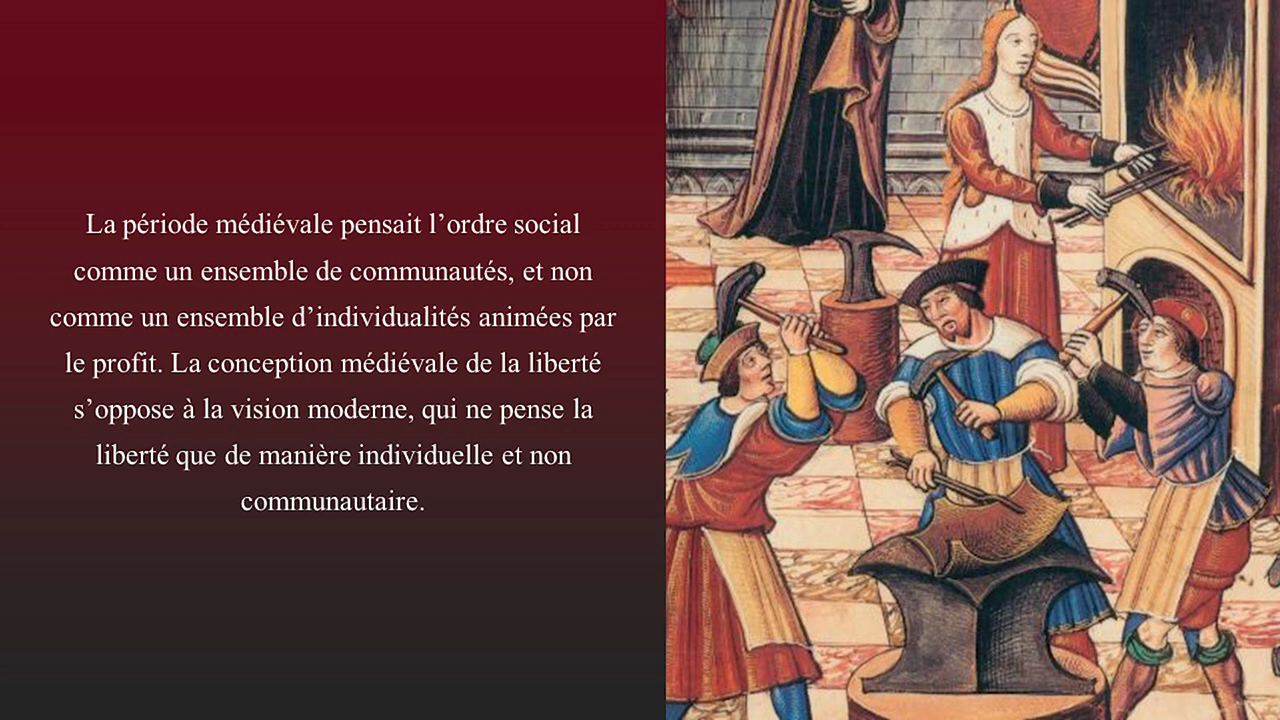 La période médiévale pensait l’ordre social
comme un ensemble de communautés, et non
comme un ensemble d’individualités animées par
le profit. La conception médiévale de la liberté
s’oppose à la vision moderne, qui ne pense la
liberté que de manière individuelle et non
communautaire.